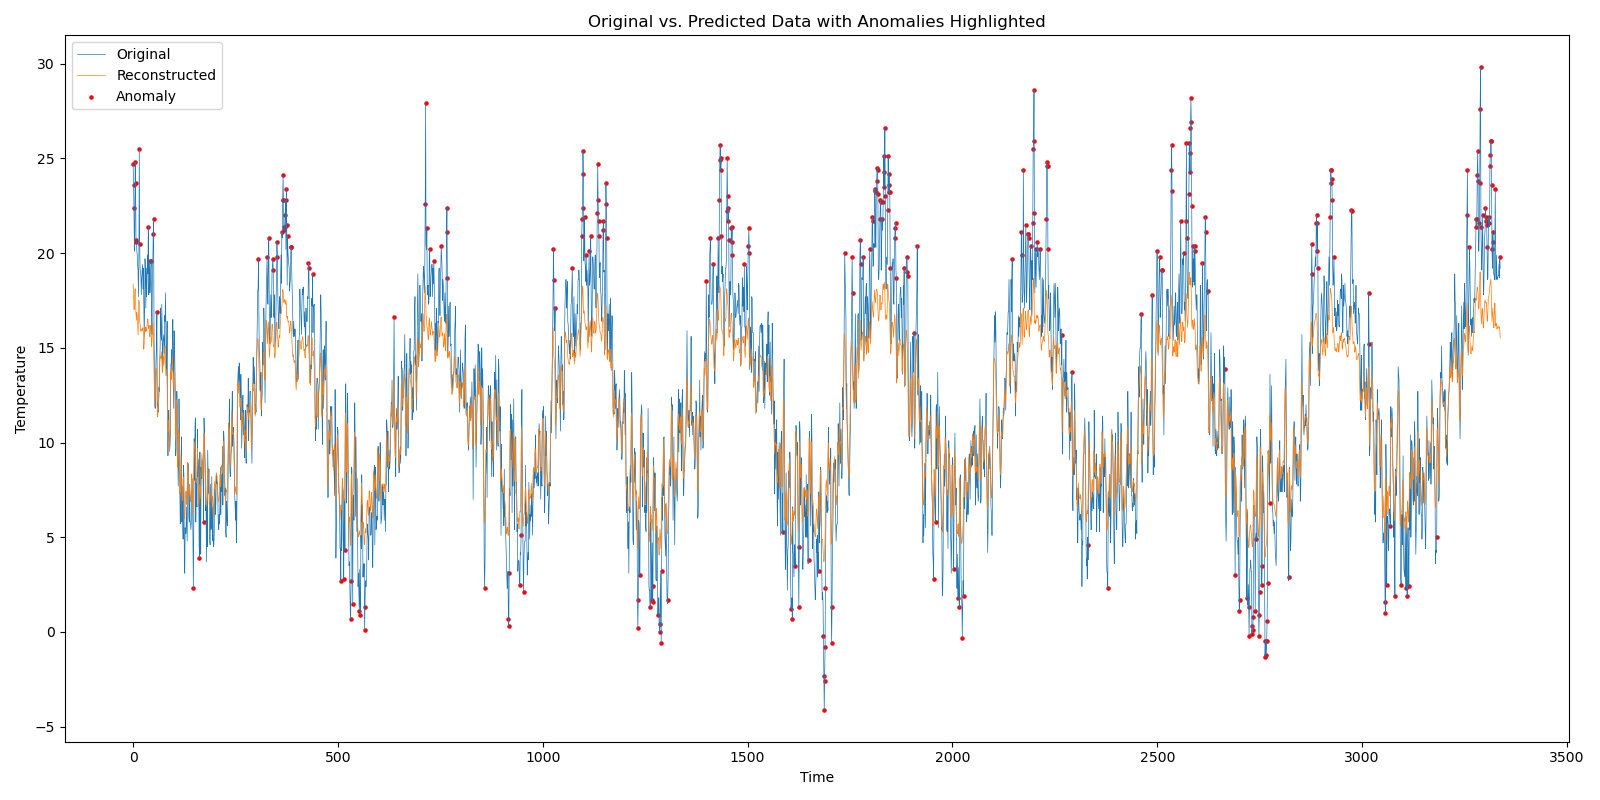 Original vs. Predicted Data with Anomalies Highlighted
Original
Reconstructed
Anomaly
30
25
20
15
10
5
0
−5
Temperature
0 500 1000 1500 2000 2500 3000 3500
Time